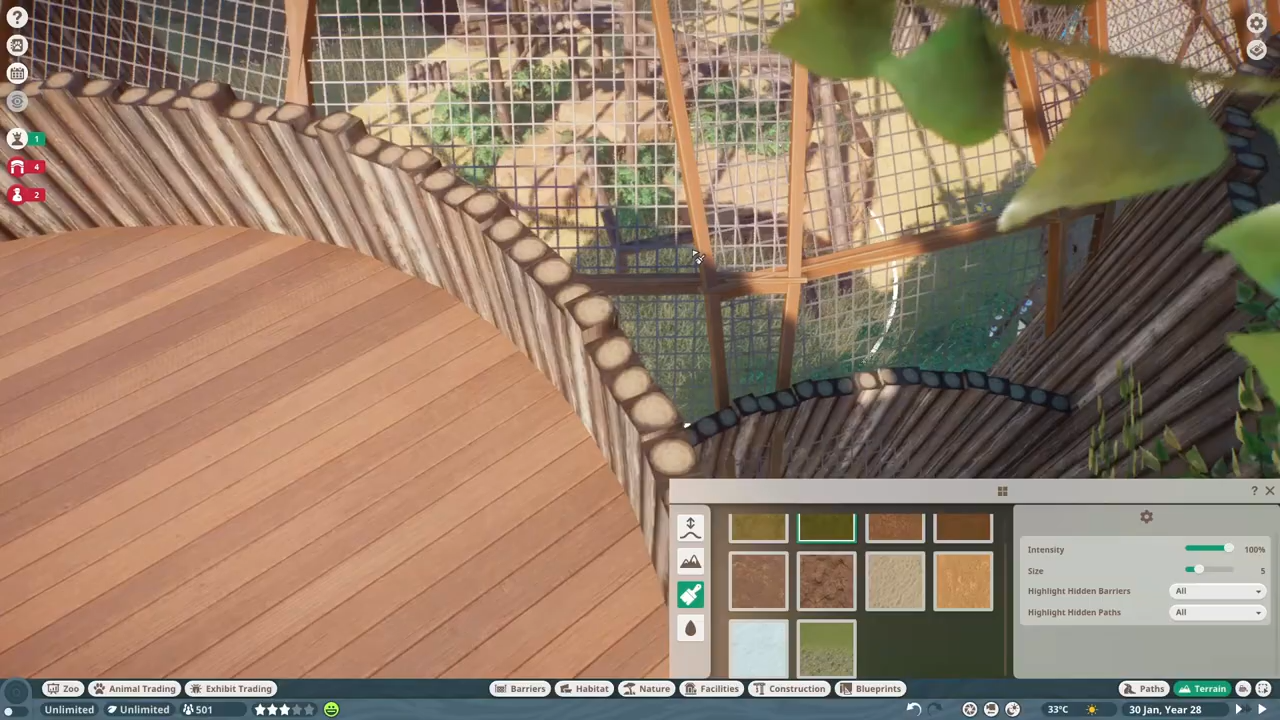 1
4
2
?
Intensity 100%
Size 5
Highlight Hidden Barriers All
Highlight Hidden Paths All
Zoo Animal Trading Exhibit Trading Barriers Habitat Nature Facilities Construction Blueprints Paths Terrain
Unlimited Unlimited 501 33°C 30 Jan, Year 28